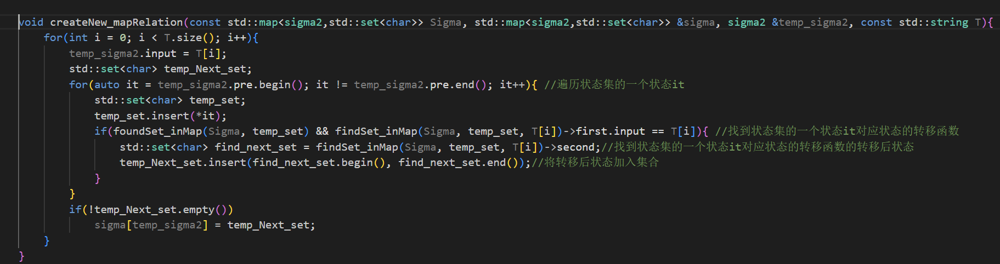 void createNew_mapRelation(const std::map<sigma2,std::set<char>> Sigma, std::map<sigma2,std::set<char>> &sigma, sigma2 &temp_sigma2, const std::string T){
    for(int i = 0; i < T.size(); i++){
        temp_sigma2.input = T[i];
        std::set<char> temp_Next_set;
        for(auto it = temp_sigma2.pre.begin(); it != temp_sigma2.pre.end(); it++){ //遍历状态集的一个状态it
            std::set<char> temp_set;
            temp_set.insert(*it);
            if(foundSet_inMap(Sigma, temp_set) && findSet_inMap(Sigma, temp_set, T[i])->first.input == T[i]){ //找到状态集的一个状态it对应状态的转移函数
                std::set<char> find_next_set = findSet_inMap(Sigma, temp_set, T[i])->second;//找到状态集的一个状态it对应状态的转移函数的转移后状态
                temp_Next_set.insert(find_next_set.begin(), find_next_set.end());//将转移后状态加入集合
            }
        }
        if(!temp_Next_set.empty())
            sigma[temp_sigma2] = temp_Next_set;
    }
}